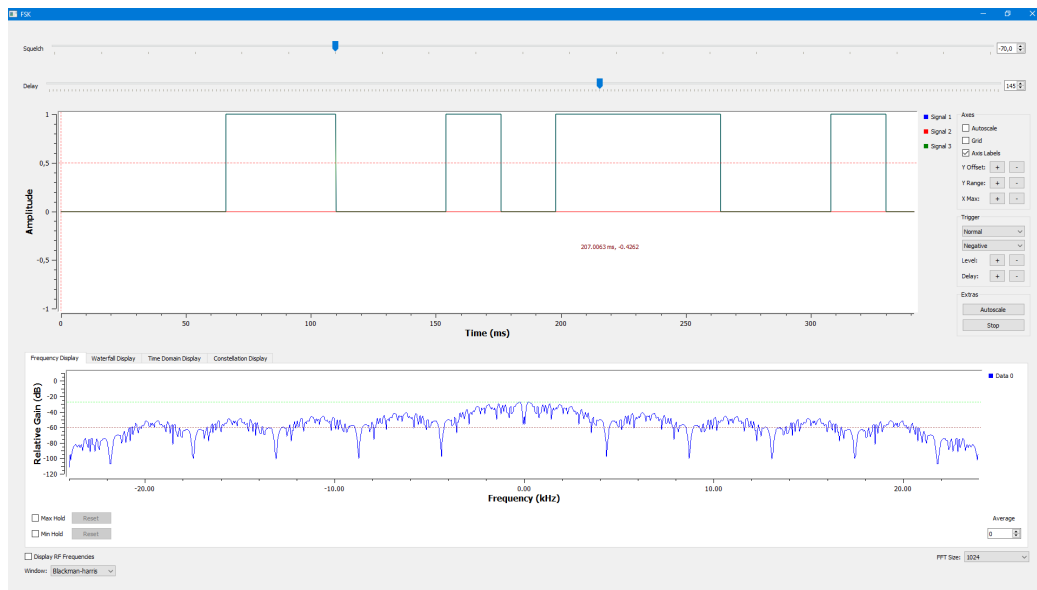 FSK
Squelch
-70,0
Delay
145
1
0,5
0
-0,5
-1
Amplitude
207.0063 ms, -0.4262
0 50 100 150 200 250 300
Time (ms)
Signal 1
Signal 2
Signal 3
Axes
Autoscale
Grid
Axis Labels
Y Offset: + -
Y Range: + -
X Max: + -
Trigger
Normal
Negative
Level: + -
Delay: + -
Extras
Autoscale
Stop
Frequency Display Waterfall Display Time Domain Display Constellation Display
0
-20
-40
-60
-80
-100
-120
Relative Gain (dB)
Data 0
-20.00 -10.00 0.00 10.00 20.00
Frequency (kHz)
Max Hold Reset
Min Hold Reset
Average
0
Display RF Frequencies
FFT Size: 1024
Window: Blackman-harris